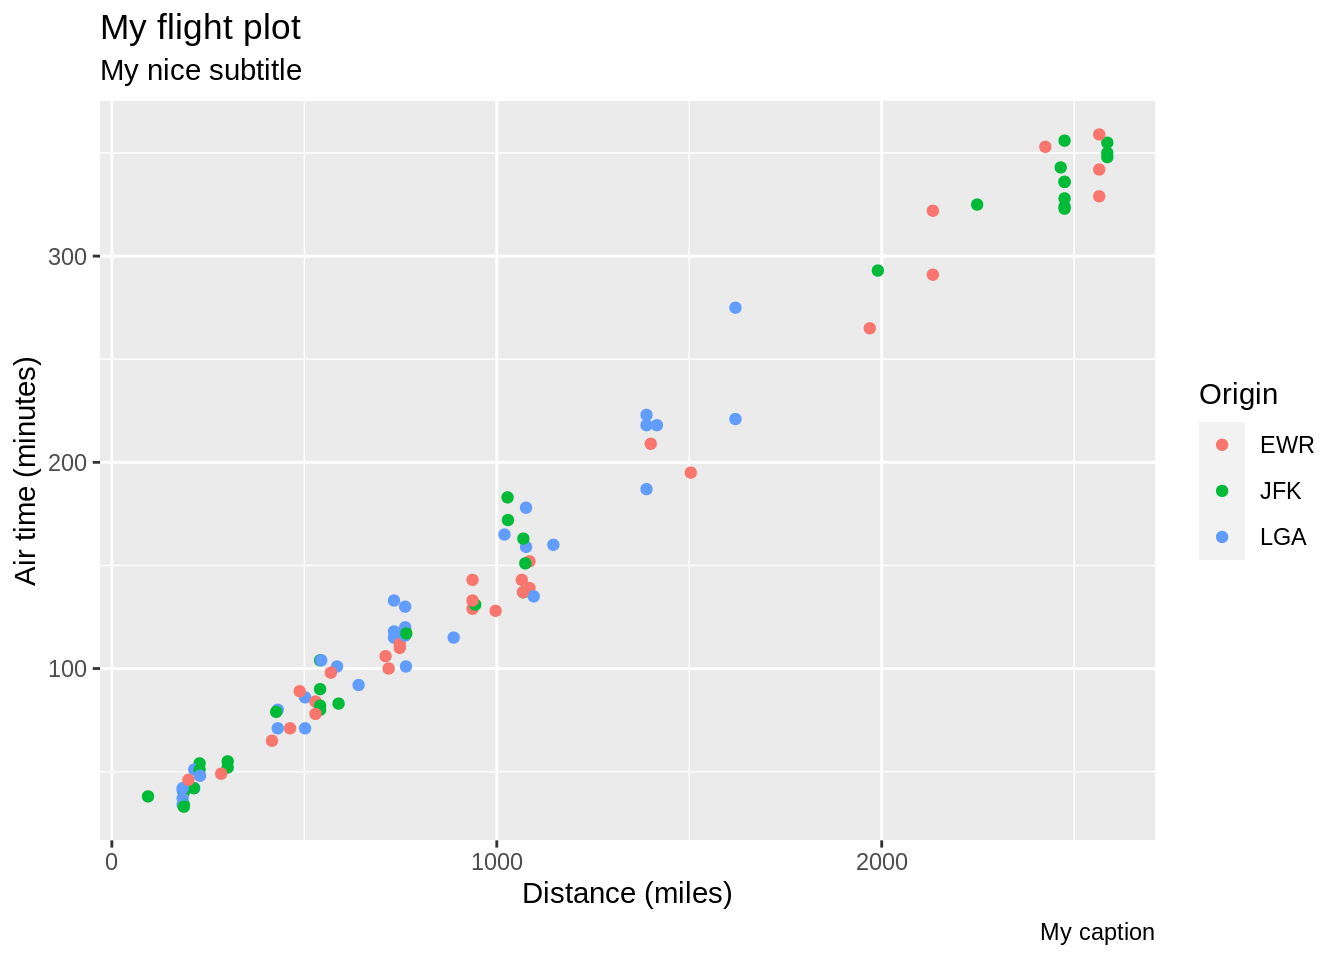 My flight plot
My nice subtitle
300
200
100
Air time (minutes)
0 1000 2000
Distance (miles)
My caption
Origin
EWR
JFK
LGA